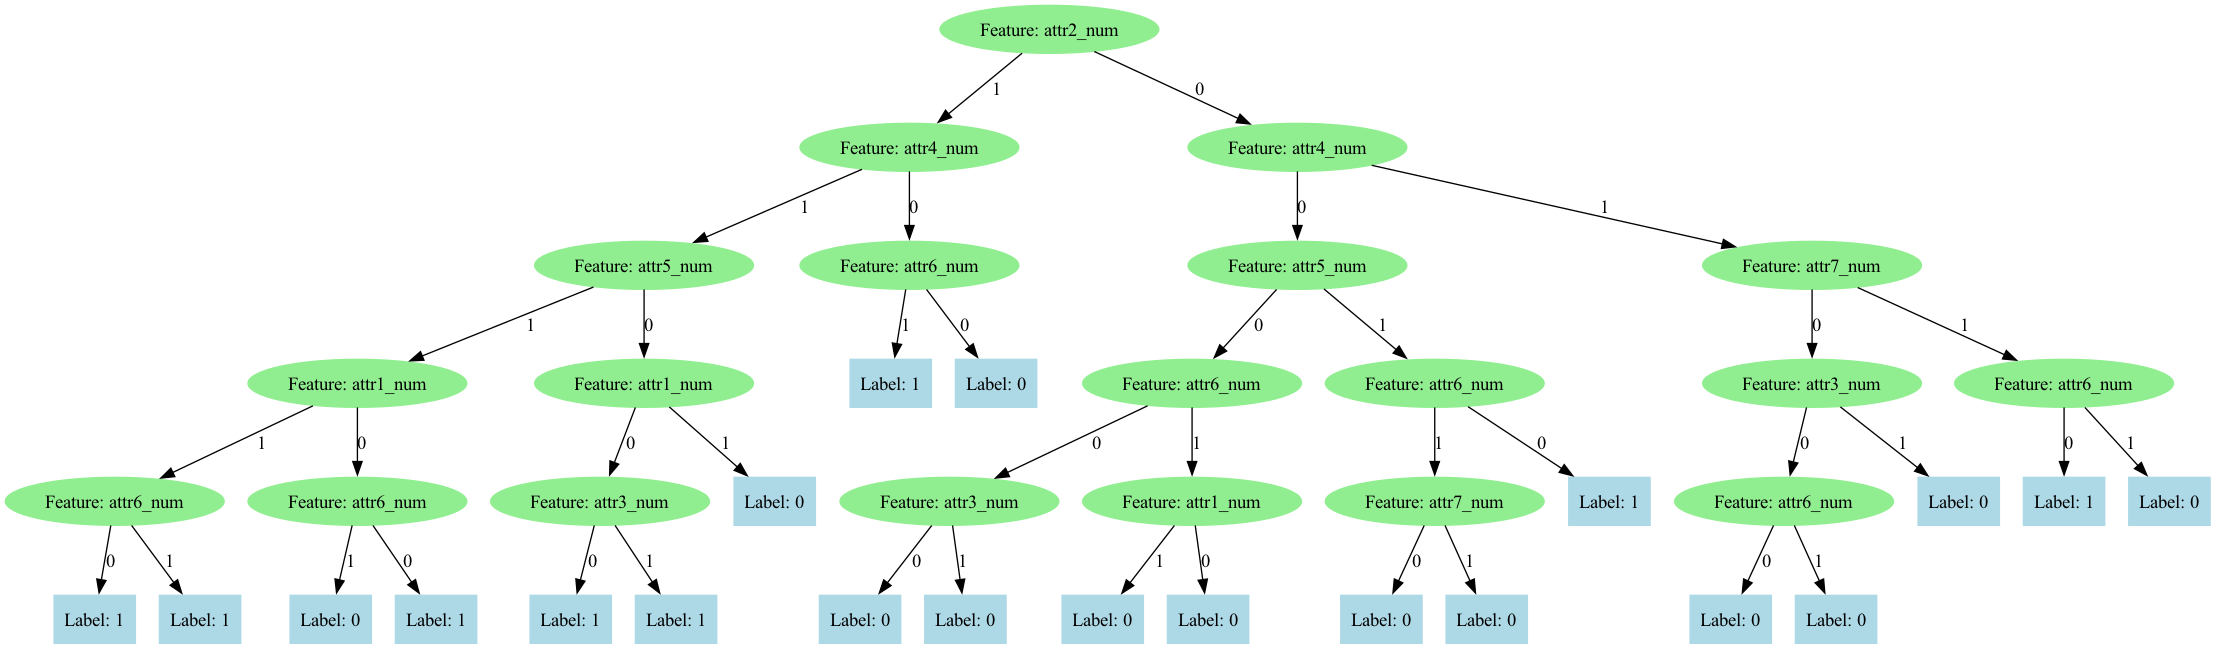 Feature: attr2_num
1
0
Feature: attr4_num
Feature: attr4_num
1
0
0
1
Feature: attr5_num
Feature: attr6_num
Feature: attr5_num
Feature: attr7_num
1
0
1
0
0
1
0
1
Feature: attr1_num
Feature: attr1_num
Label: 1
Label: 0
Feature: attr6_num
Feature: attr6_num
Feature: attr3_num
Feature: attr6_num
1
0
0
1
0
1
1
0
0
1
0
1
Feature: attr6_num
Feature: attr6_num
Feature: attr3_num
Label: 0
Feature: attr3_num
Feature: attr1_num
Feature: attr7_num
Label: 1
Feature: attr6_num
Label: 0
Label: 1
Label: 0
0
1
1
0
0
1
0
1
1
0
0
1
0
1
Label: 1
Label: 1
Label: 0
Label: 1
Label: 1
Label: 1
Label: 0
Label: 0
Label: 0
Label: 0
Label: 0
Label: 0
Label: 0
Label: 0